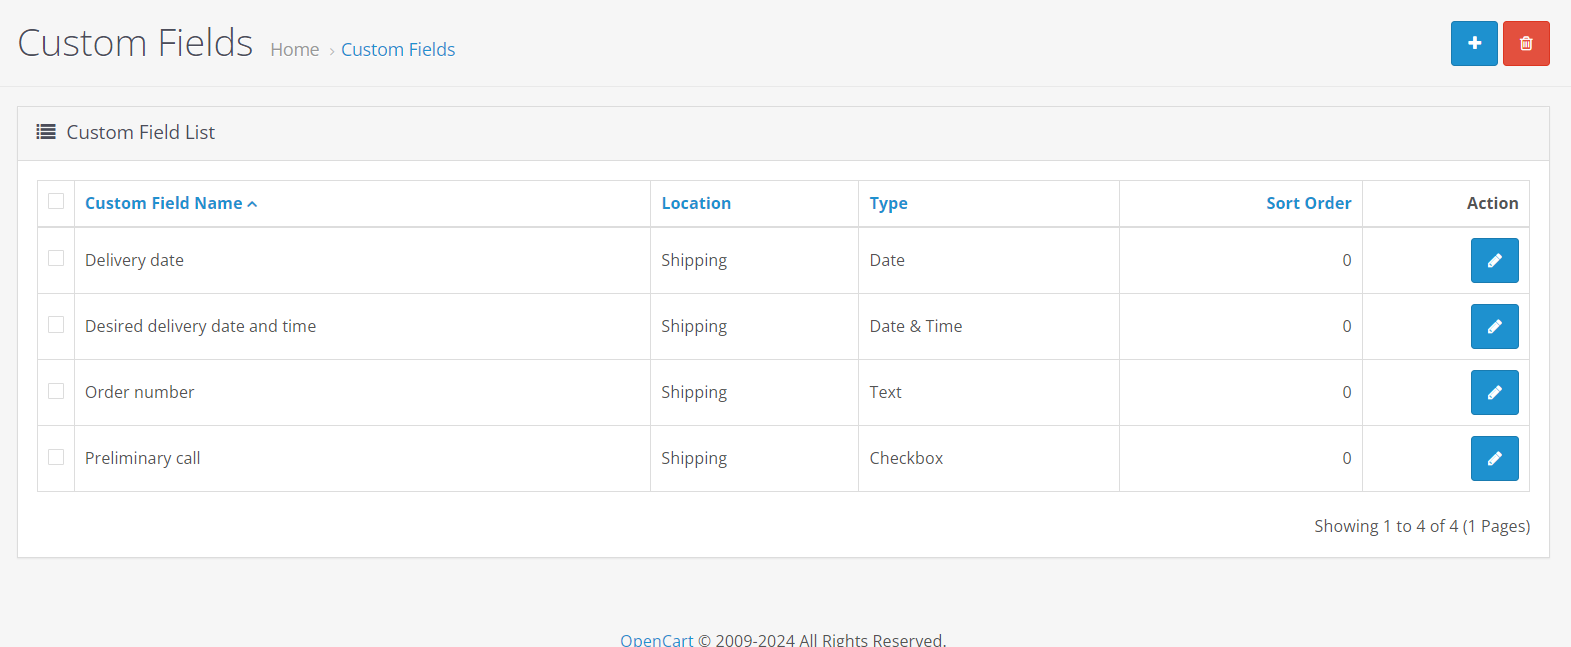 Custom Fields Home › Custom Fields
Custom Field List
Custom Field Name Location Type Sort Order Action
Delivery date Shipping Date 0
Desired delivery date and time Shipping Date & Time 0
Order number Shipping Text 0
Preliminary call Shipping Checkbox 0
Showing 1 to 4 of 4 (1 Pages)
OpenCart © 2009-2024 All Rights Reserved.